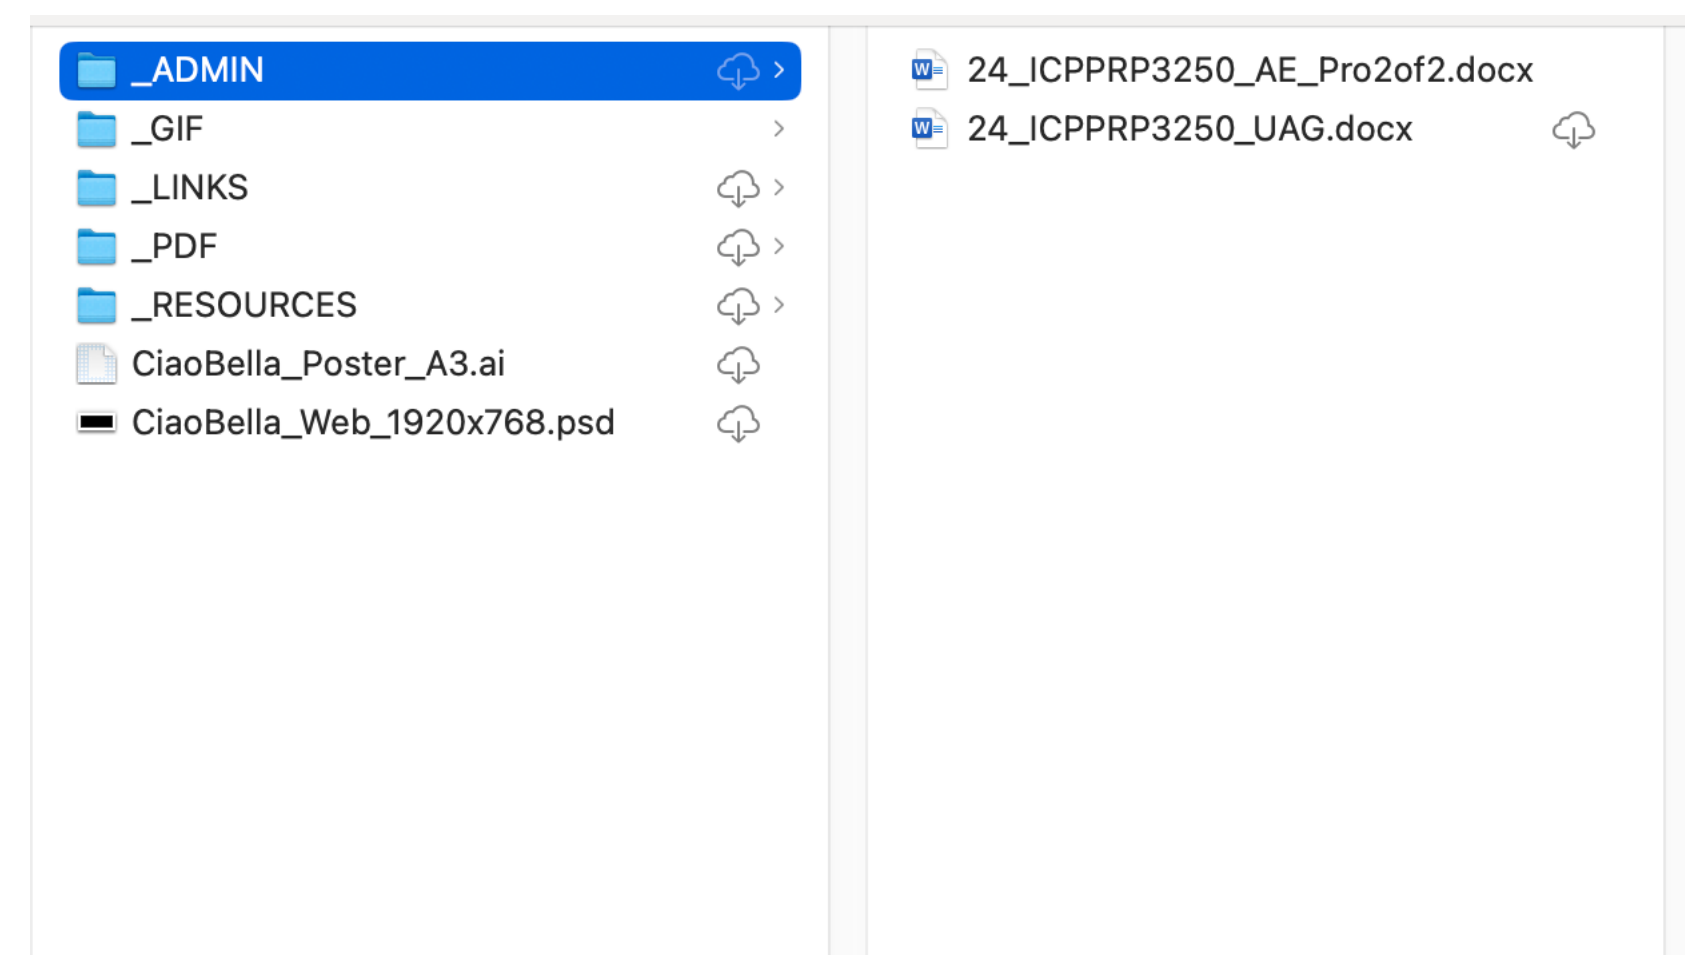 _ADMIN
_GIF
_LINKS
_PDF
_RESOURCES
CiaoBella_Poster_A3.ai
CiaoBella_Web_1920x768.psd
24_ICPPRP3250_AE_Pro2of2.docx
24_ICPPRP3250_UAG.docx